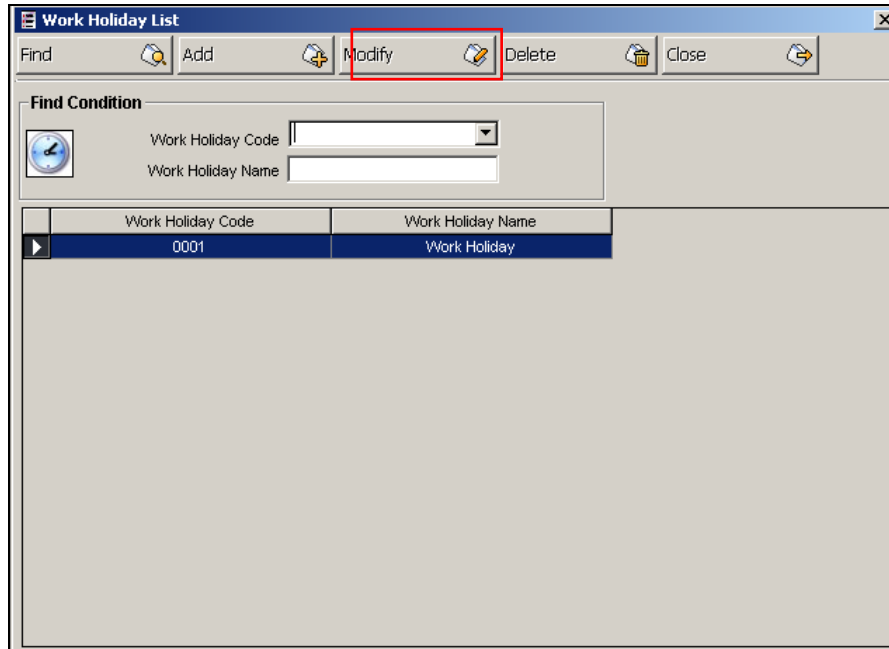 Work Holiday List
Find Add Modify Delete Close
Find Condition
Work Holiday Code
Work Holiday Name
Work Holiday Code Work Holiday Name
0001 Work Holiday